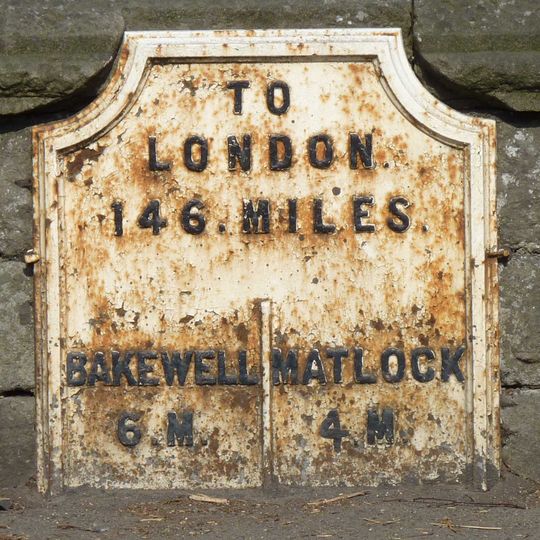 TO
LONDON.
146. MILES.
BAKEWELL MATLOCK
6. M. 4. M.